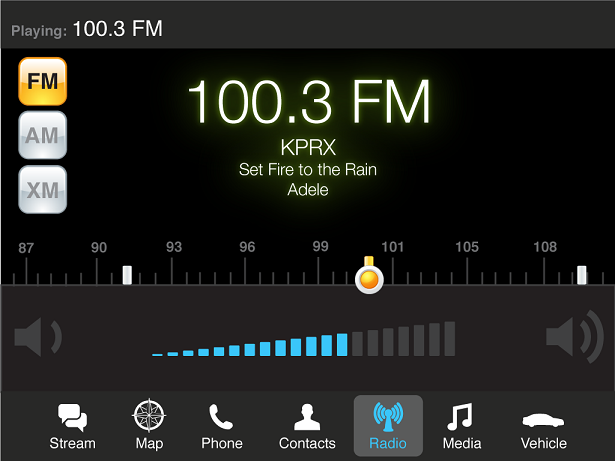 Playing: 100.3 FM
FM
AM
XM
100.3 FM
KPRX
Set Fire to the Rain
Adele
87 90 93 96 99 101 105 108
Stream Map Phone Contacts Radio Media Vehicle